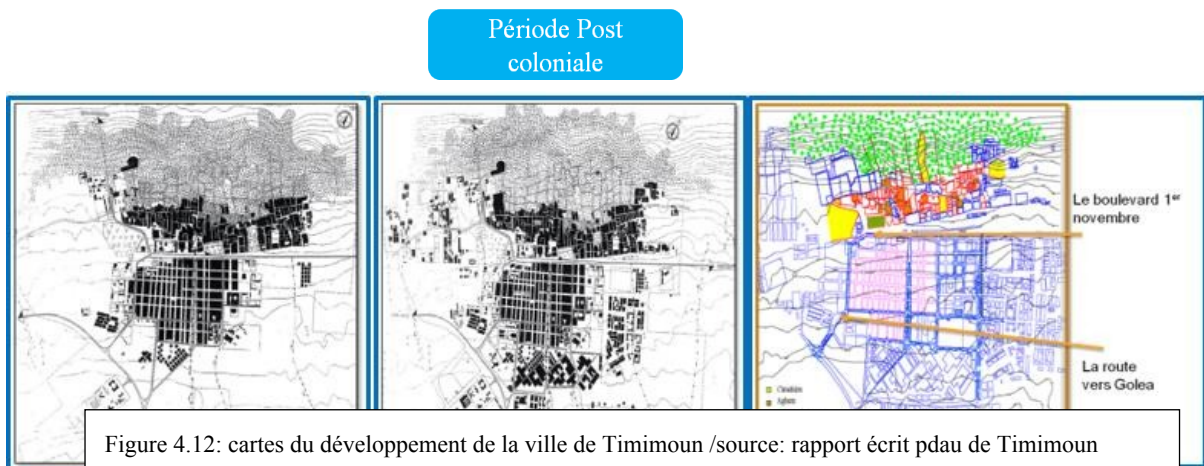 Période Post
coloniale
Le boulevard 1er
novembre
La route
vers Golea
Figure 4.12: cartes du développement de la ville de Timimoun /source: rapport écrit pdau de Timimoun